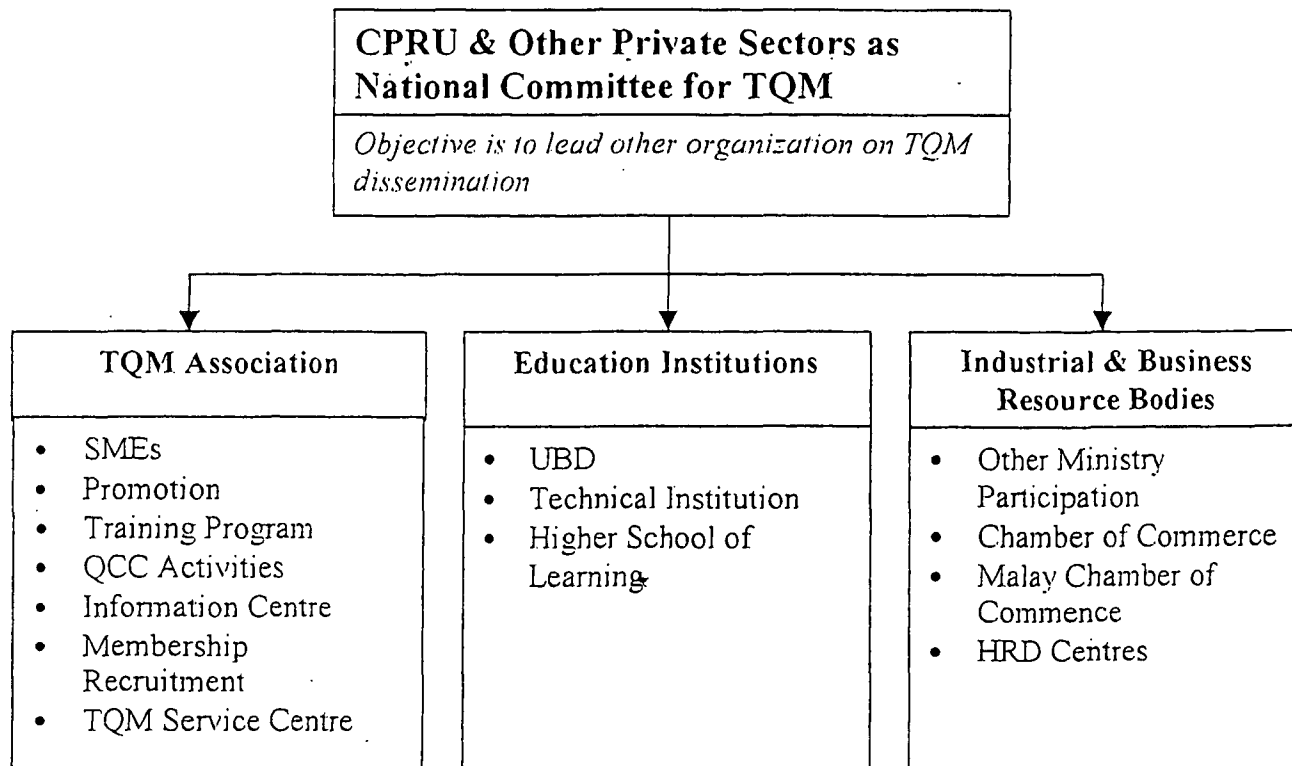 CPRU & Other Private Sectors as
National Committee for TQM
Objective is to lead other organization on TQM
dissemination
TQM Association
• SMEs
• Promotion
• Training Program
• QCC Activities
• Information Centre
• Membership
Recruitment
• TQM Service Centre
Education Institutions
• UBD
• Technical Institution
• Higher School of
Learning
Industrial & Business
Resource Bodies
• Other Ministry
Participation
• Chamber of Commerce
• Malay Chamber of
Commence
• HRD Centres